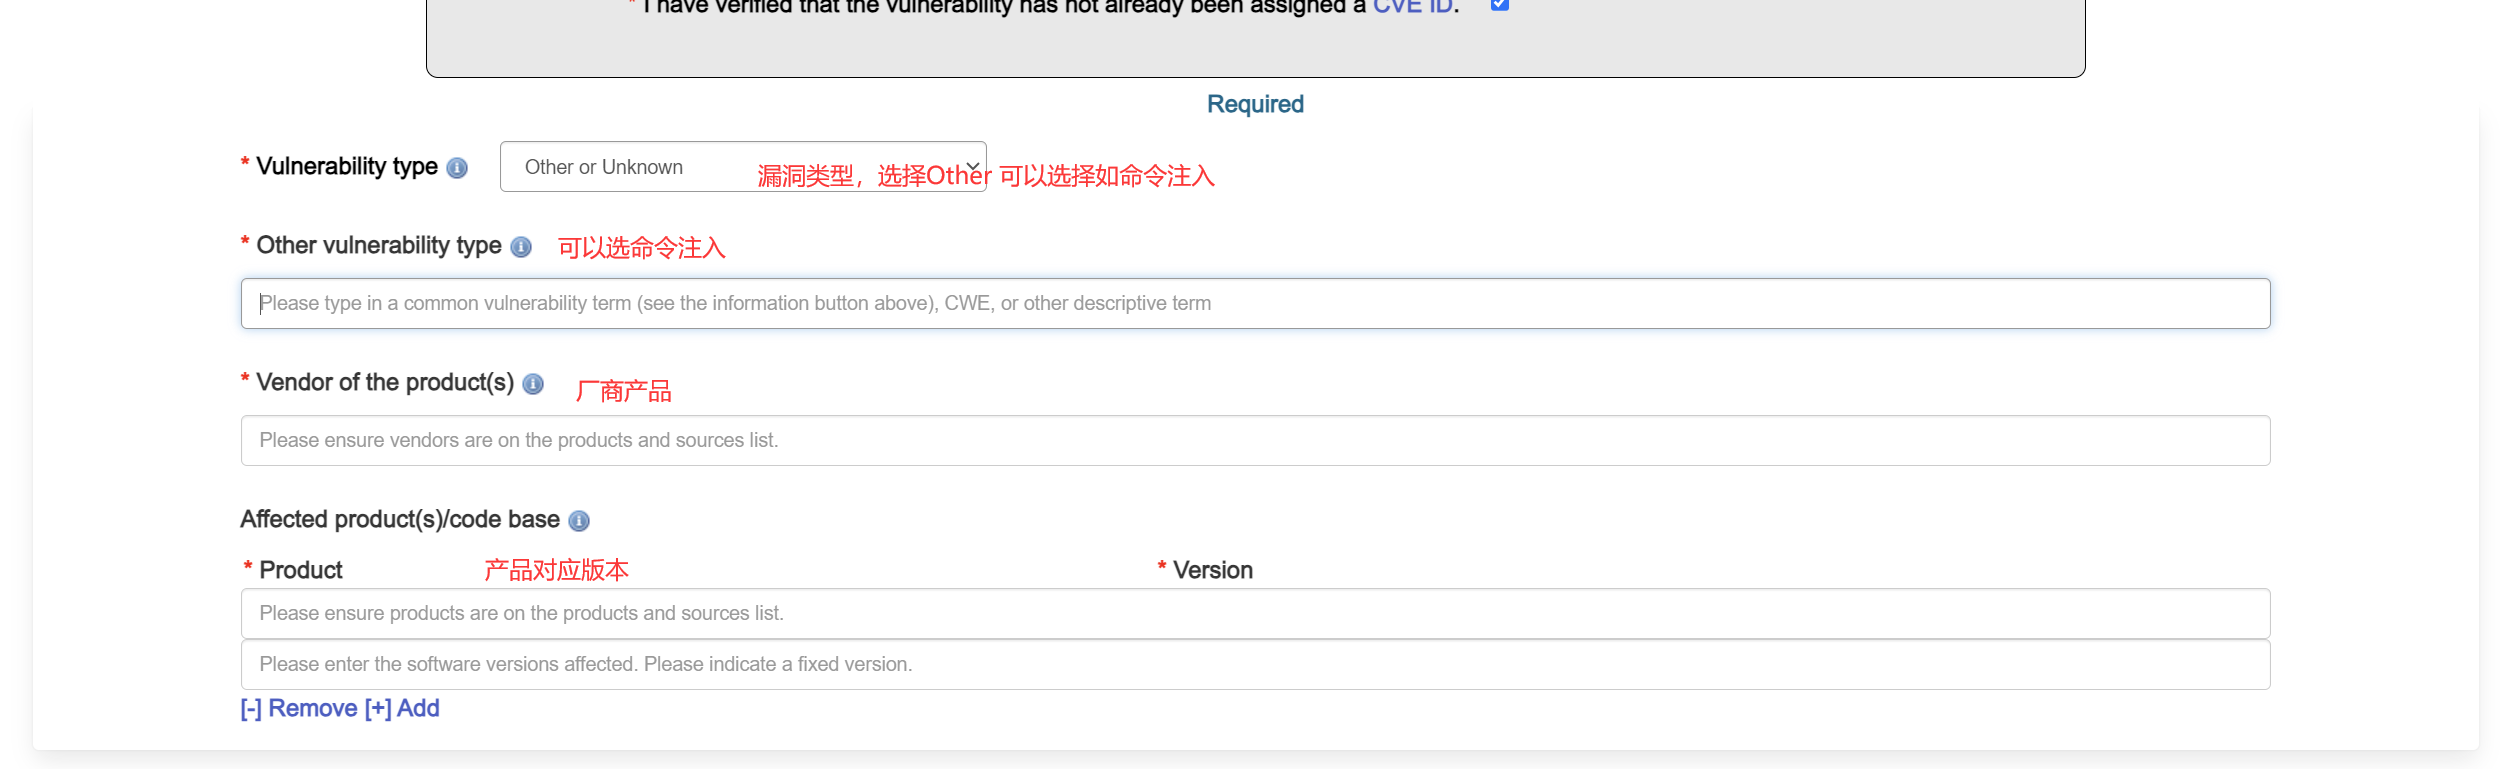 * I have verified that the vulnerability has not already been assigned a CVE ID.
Required
* Vulnerability type
Other or Unknown
漏洞类型，选择Other 可以选择如命令注入
* Other vulnerability type
可以选命令注入
Please type in a common vulnerability term (see the information button above), CWE, or other descriptive term
* Vendor of the product(s)
厂商产品
Please ensure vendors are on the products and sources list.
Affected product(s)/code base
* Product
产品对应版本
* Version
Please ensure products are on the products and sources list.
Please enter the software versions affected. Please indicate a fixed version.
[-] Remove [+] Add